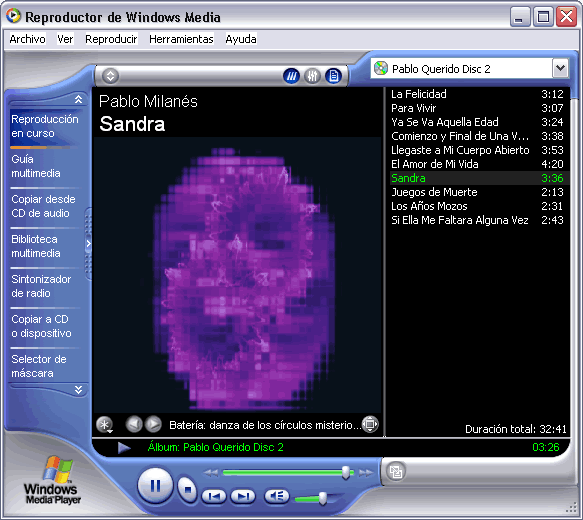 Reproductor de Windows Media
Archivo Ver Reproducir Herramientas Ayuda
Pablo Querido Disc 2
Reproducción
en curso
Guía
multimedia
Copiar desde
CD de audio
Biblioteca
multimedia
Sintonizador
de radio
Copiar a CD
o dispositivo
Selector de
máscara
Pablo Milanés
Sandra
La Felicidad 3:12
Para Vivir 3:07
Ya Se Va Aquella Edad 3:24
Comienzo y Final de Una V... 3:38
Llegaste a Mi Cuerpo Abierto 3:53
El Amor de Mi Vida 4:20
Sandra 3:36
Juegos de Muerte 2:13
Los Años Mozos 2:31
Si Ella Me Faltara Alguna Vez 2:43
Batería: danza de los círculos misterio...
Duración total: 32:41
Álbum: Pablo Querido Disc 2 03:26
Windows
Media Player